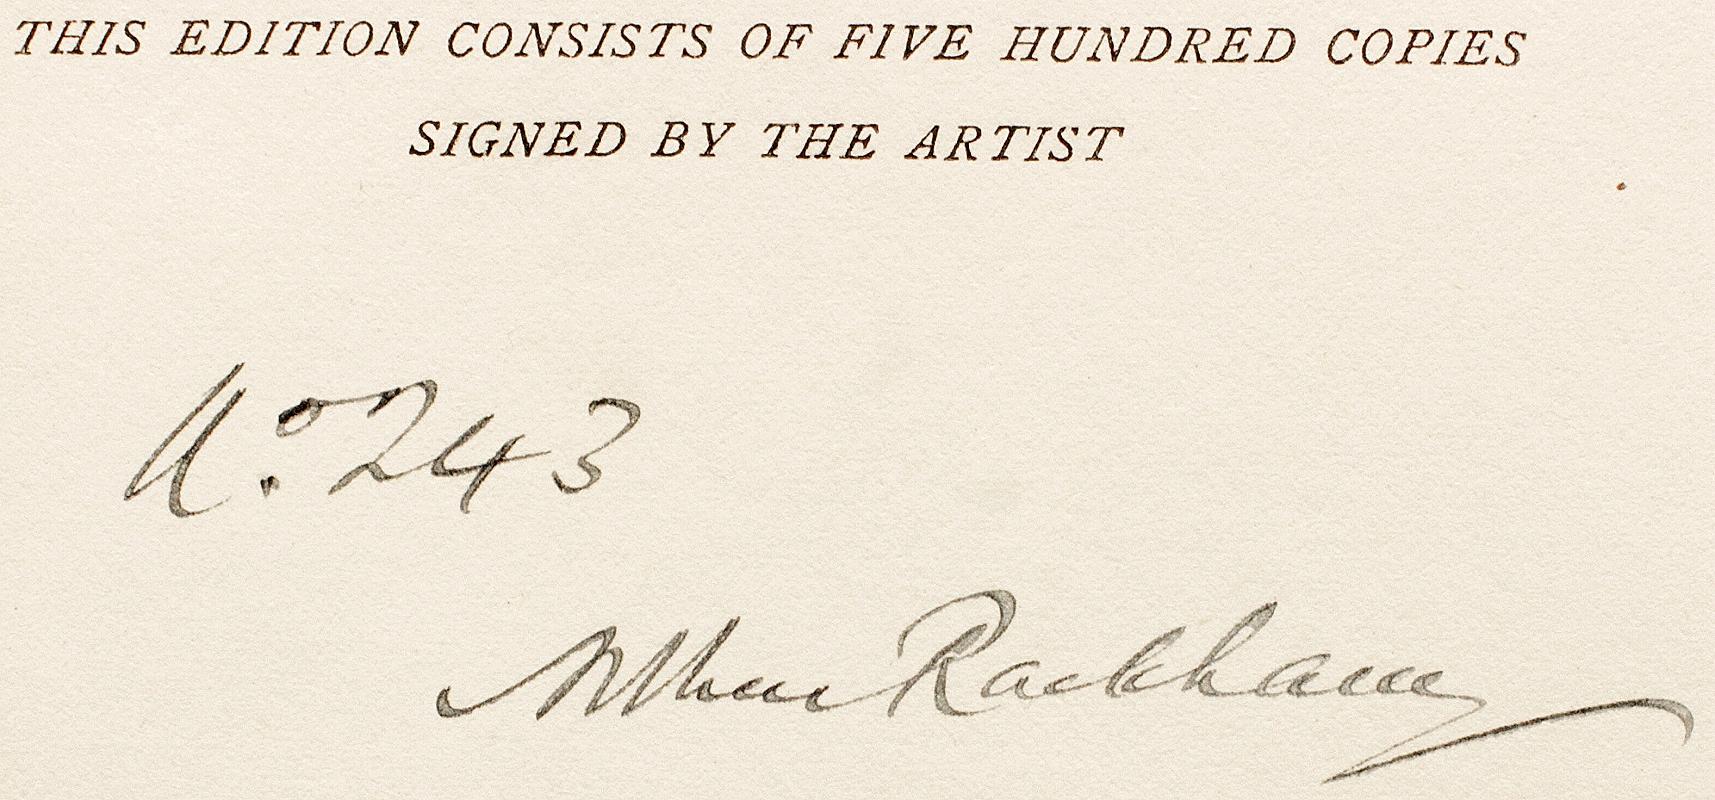 THIS EDITION CONSISTS OF FIVE HUNDRED COPIES
SIGNED BY THE ARTIST
No. 243
Arthur Rackham